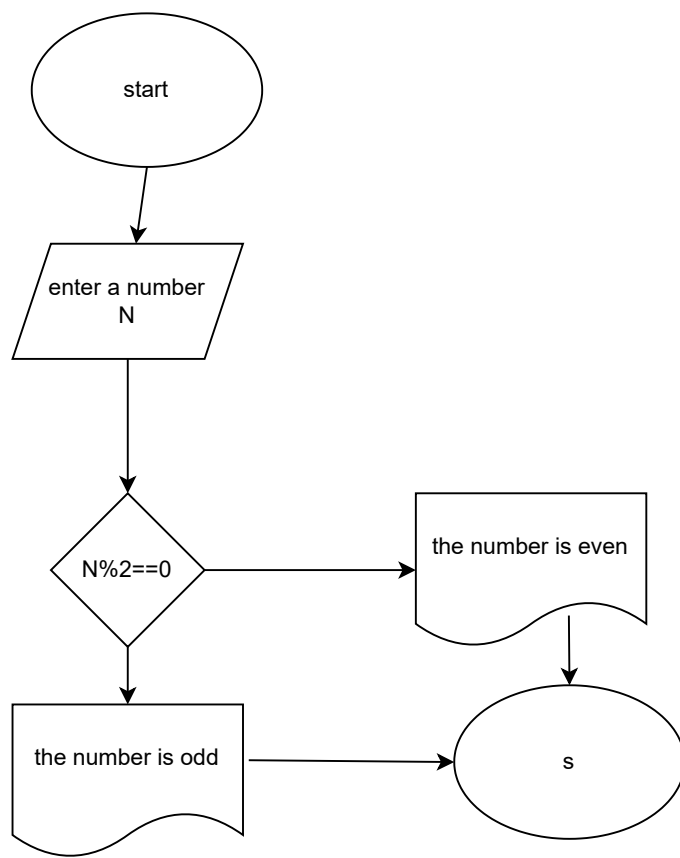 start
enter a number
N
N%2==0
the number is even
the number is odd
s